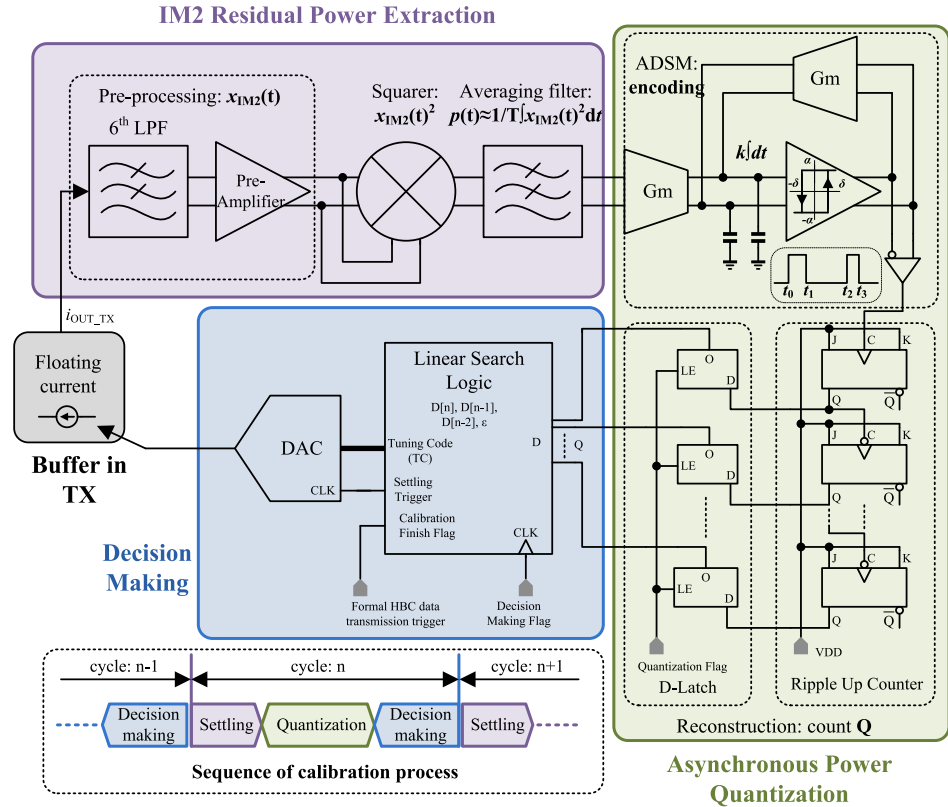 IM2 Residual Power Extraction
Pre-processing: x_IM2(t)
6th LPF
Pre-
Amplifier
Squarer:
x_IM2(t)²
Averaging filter:
p(t)≈1/T∫x_IM2(t)²dt
ADSM:
encoding
Gm
Gm
k∫dt
α
-δ
δ
-α
t0
t1
t2
t3
i_OUT_TX
Floating
current
Buffer in
TX
DAC
CLK
Linear Search
Logic
D[n], D[n-1],
D[n-2], ε
D
Q
Tuning Code
(TC)
Settling
Trigger
Calibration
Finish Flag
CLK
Formal HBC data
transmission trigger
Decision
Making Flag
Decision
Making
O
LE
D
O
LE
D
O
LE
D
Quantization Flag
D-Latch
J
C
K
Q
Q̅
J
C
K
Q
Q̅
J
C
K
Q
Q̅
VDD
Ripple Up Counter
Reconstruction: count Q
Asynchronous Power
Quantization
cycle: n-1
cycle: n
cycle: n+1
Decision
making
Settling
Quantization
Decision
making
Settling
Sequence of calibration process